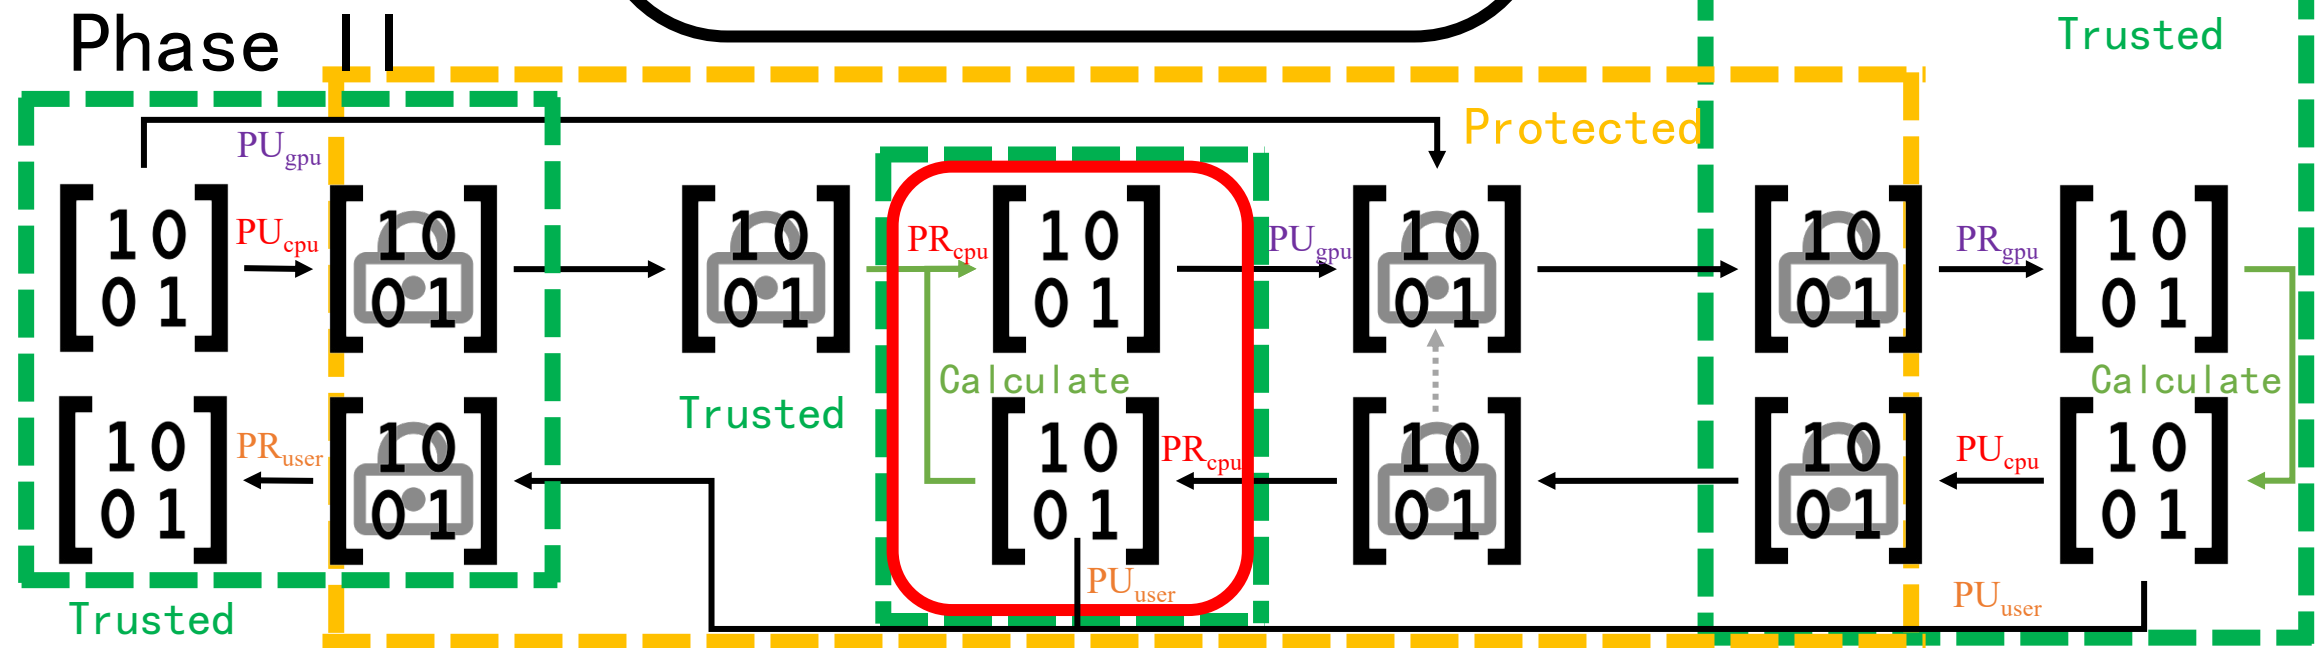 Phase II
Trusted
Protected
PUgpu
PUcpu
PRcpu
PUgpu
PRgpu
1 0
0 1
1 0
0 1
1 0
0 1
1 0
0 1
1 0
0 1
1 0
0 1
1 0
0 1
Calculate
Calculate
Trusted
PRuser
PRcpu
PUcpu
1 0
0 1
1 0
0 1
1 0
0 1
1 0
0 1
1 0
0 1
1 0
0 1
PUuser
PUuser
Trusted